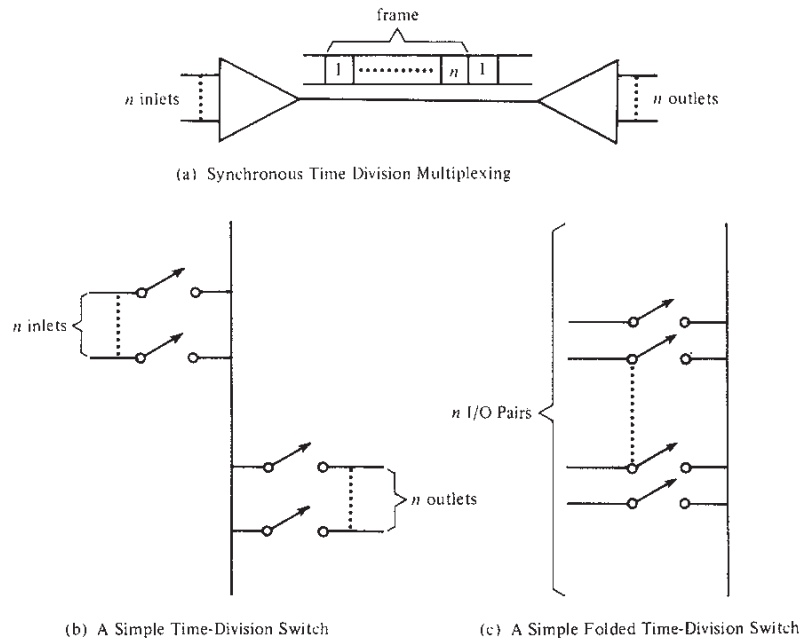 frame
1 n 1
n inlets
n outlets
(a) Synchronous Time Division Multiplexing
n inlets
n outlets
n I/O Pairs
(b) A Simple Time-Division Switch
(c) A Simple Folded Time-Division Switch